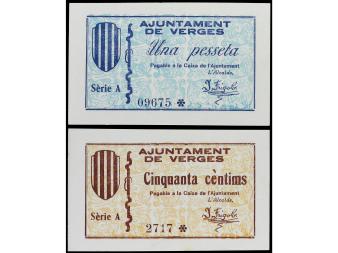 AJUNTAMENT
DE VERGES
Una pesseta
Pagable a la Caixa de l'Ajuntament
L'Alcalde,
Sèrie A
09675 *
AJUNTAMENT
DE VERGES
Cinquanta cèntims
Pagable a la Caixa de l'Ajuntament
L'Alcalde,
Sèrie A
2717 *